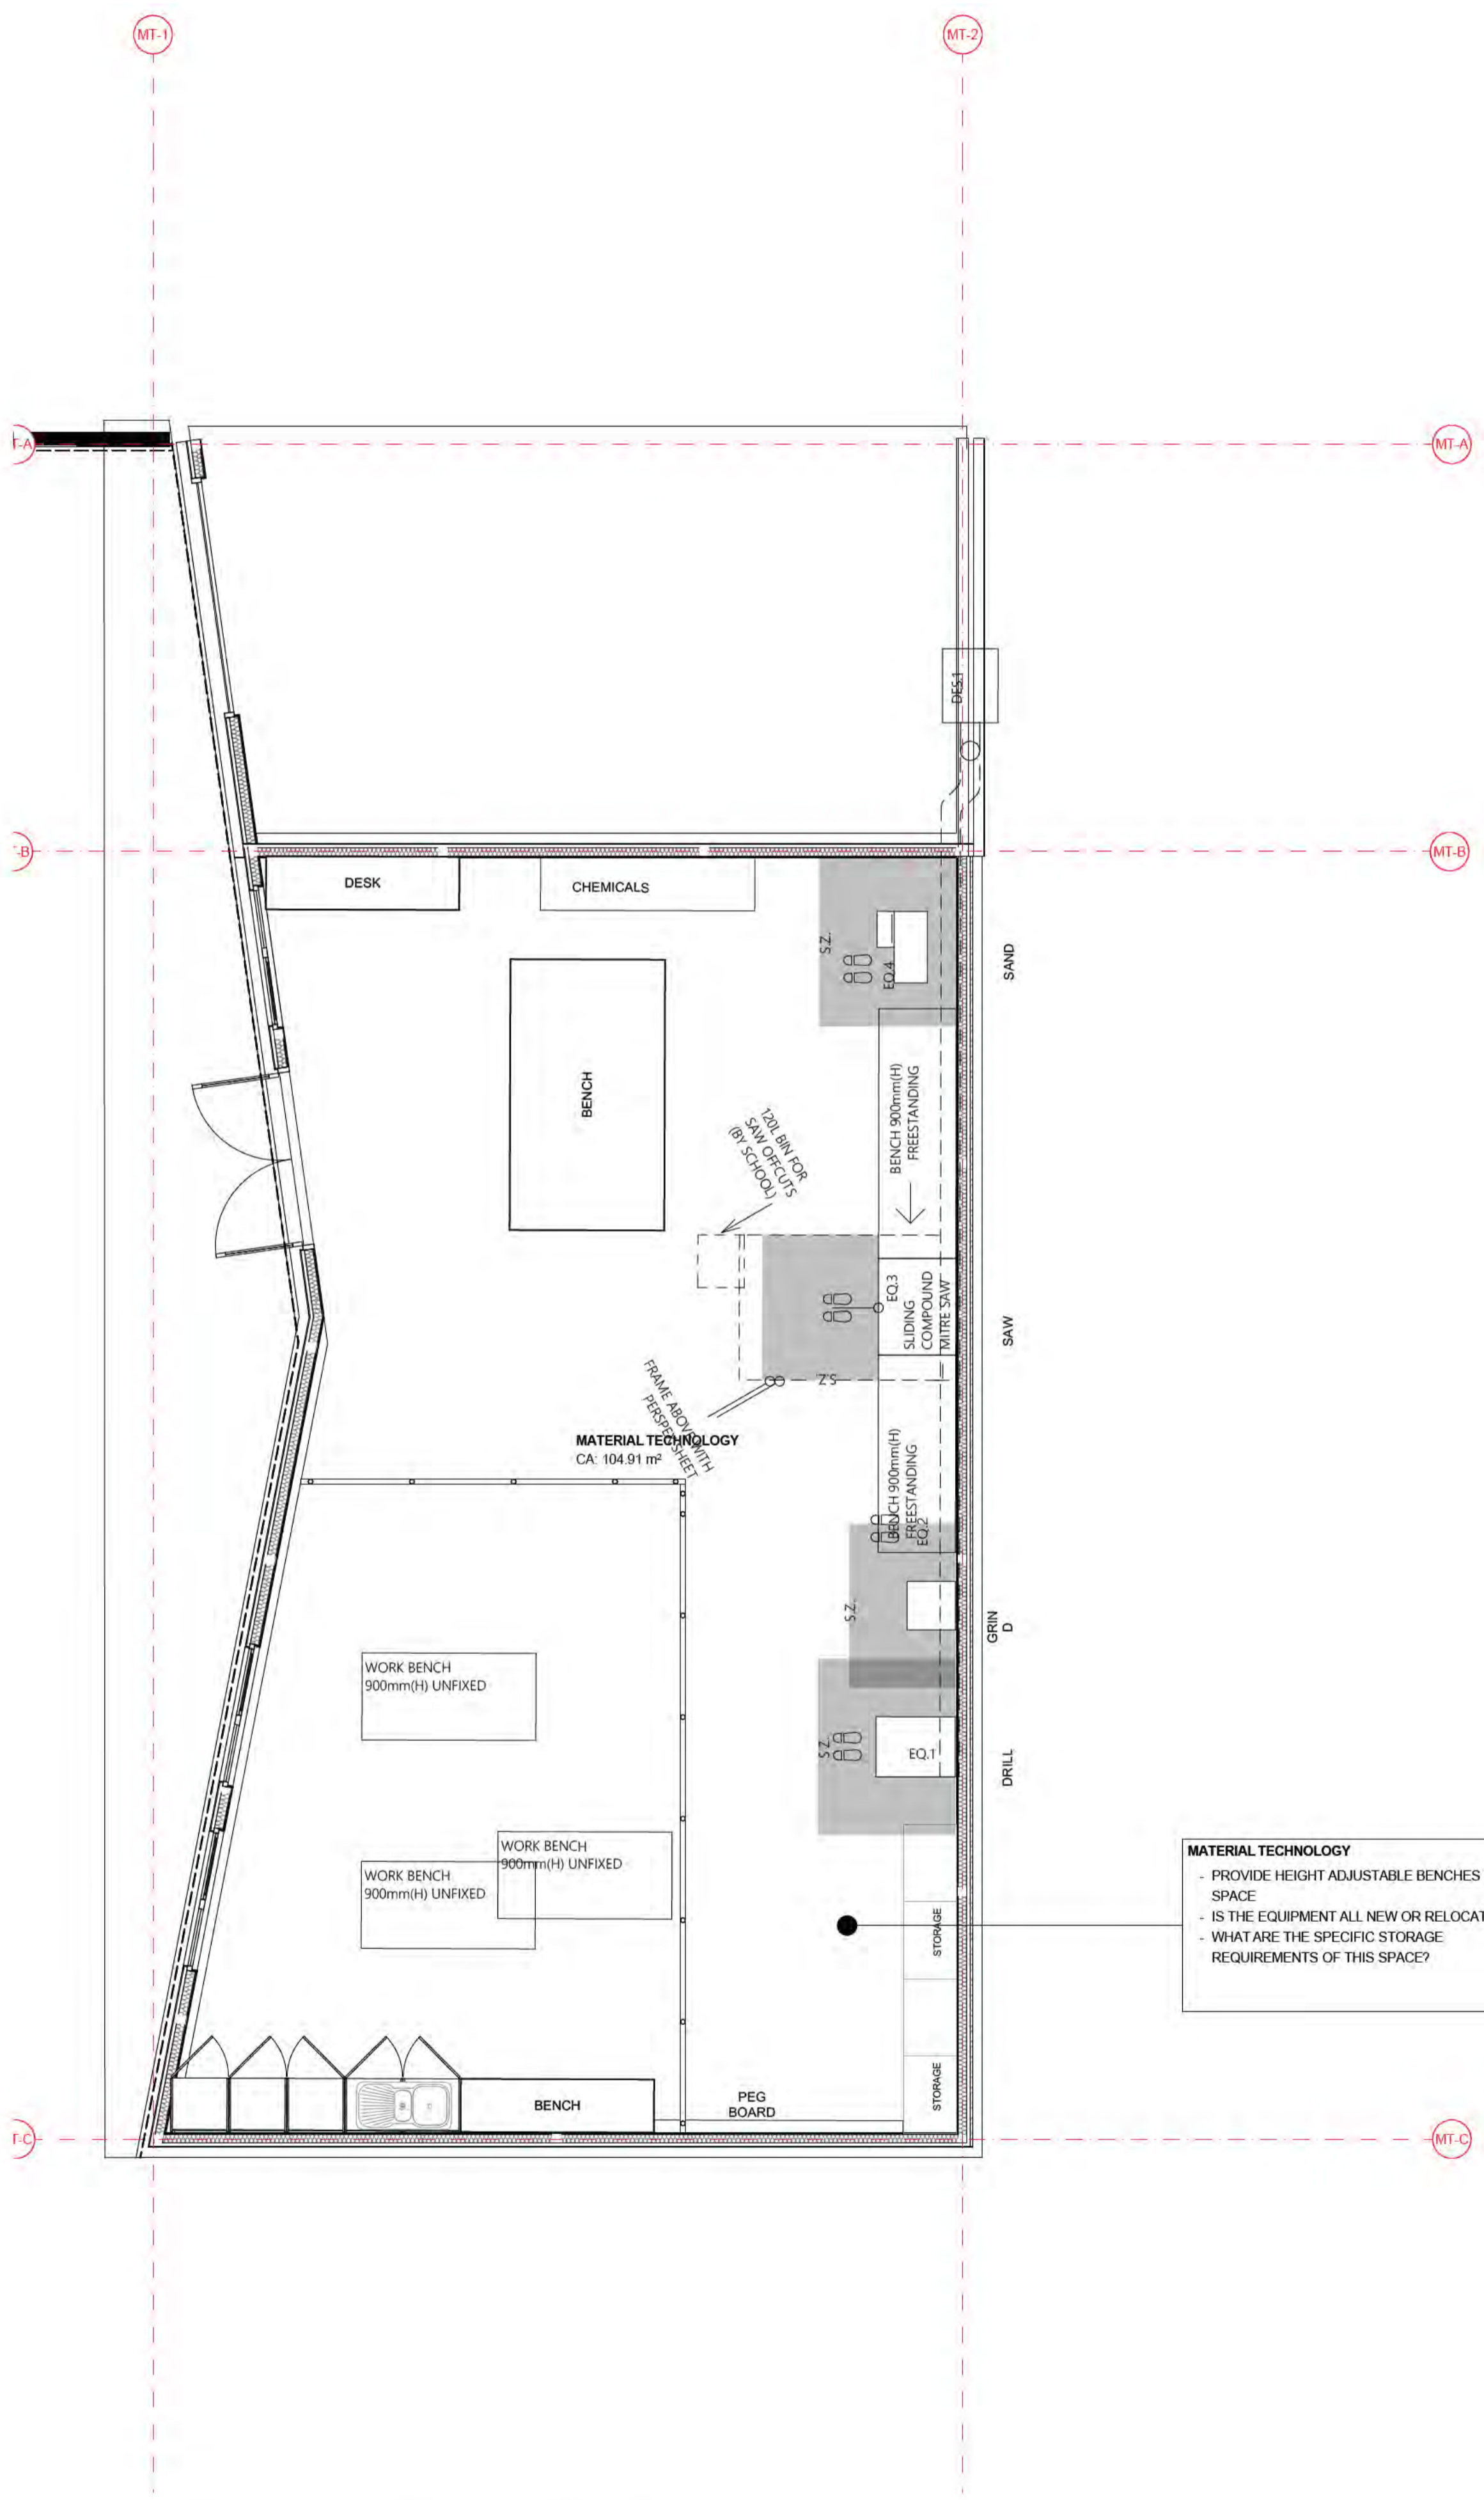 MT-1
MT-2
T-A
MT-A
DES.1
-B
MT-B
DESK
CHEMICALS
S.Z.
EQ.4
SAND
BENCH
BENCH 900mm(H)
FREESTANDING
120L BIN FOR
SAW OFFCUTS
(BY SCHOOL)
EQ.3
SLIDING
COMPOUND
MITRE SAW
SAW
S.Z.
FRAME ABOVE WITH
PERSPEX SHEET
MATERIAL TECHNOLOGY
CA: 104.91 m²
BENCH 900mm(H)
FREESTANDING
EQ.2
S.Z.
GRIN
D
WORK BENCH
900mm(H) UNFIXED
S.Z.
EQ.1
DRILL
WORK BENCH
900mm(H) UNFIXED
WORK BENCH
900mm(H) UNFIXED
MATERIAL TECHNOLOGY
- PROVIDE HEIGHT ADJUSTABLE BENCHES
SPACE
- IS THE EQUIPMENT ALL NEW OR RELOCAT
- WHAT ARE THE SPECIFIC STORAGE
REQUIREMENTS OF THIS SPACE?
STORAGE
STORAGE
BENCH
PEG
BOARD
T-C
MT-C